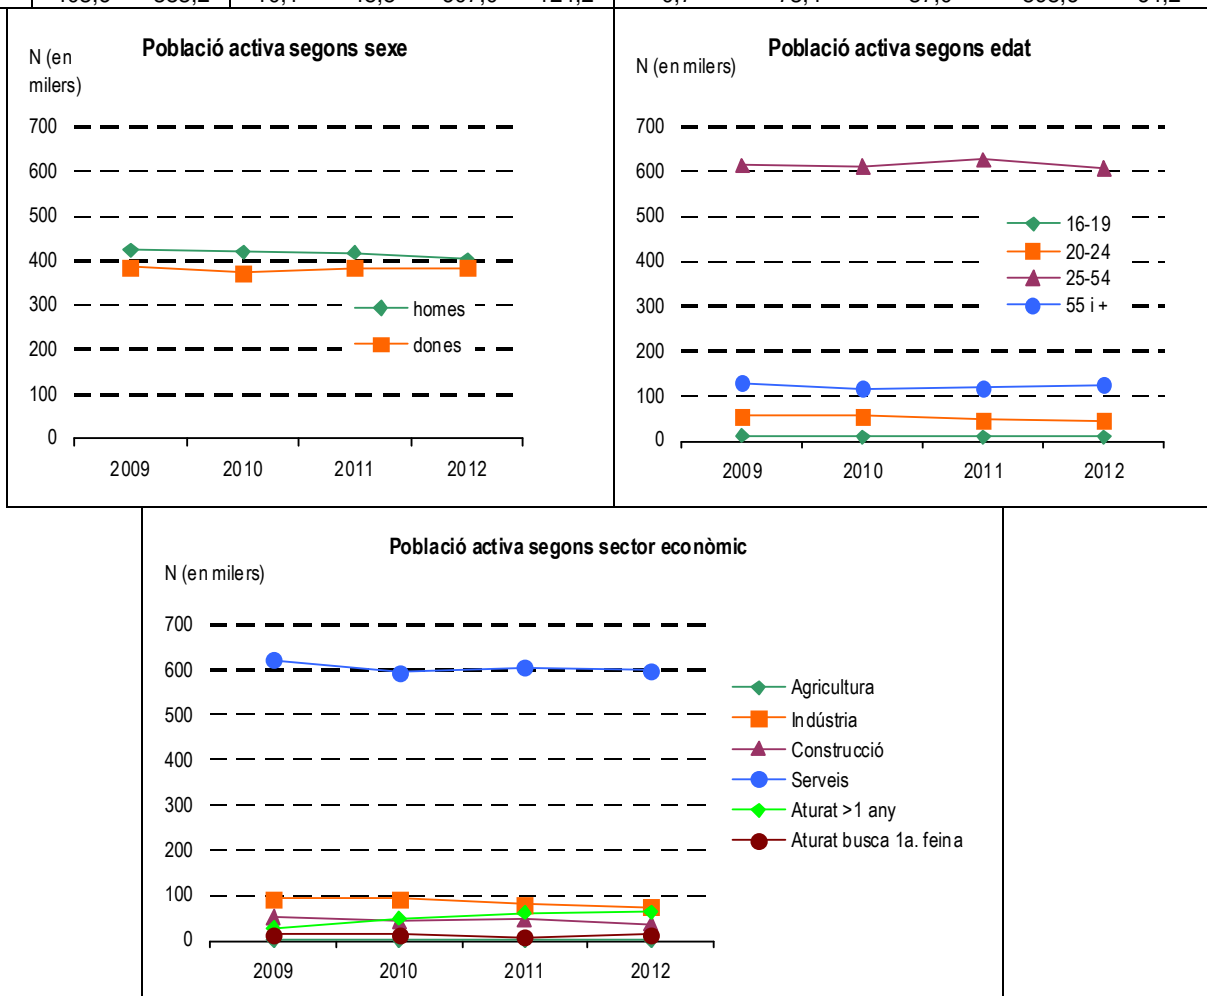 Població activa segons sexe
N (en
milers)
700
600
500
400
300
200
100
0
homes
dones
2009 2010 2011 2012
Població activa segons edat
N (en milers)
700
600
500
400
300
200
100
0
16-19
20-24
25-54
55 i +
2009 2010 2011 2012
Població activa segons sector econòmic
N (en milers)
700
600
500
400
300
200
100
0
Agricultura
Indústria
Construcció
Serveis
Aturat >1 any
Aturat busca 1a. feina
2009 2010 2011 2012